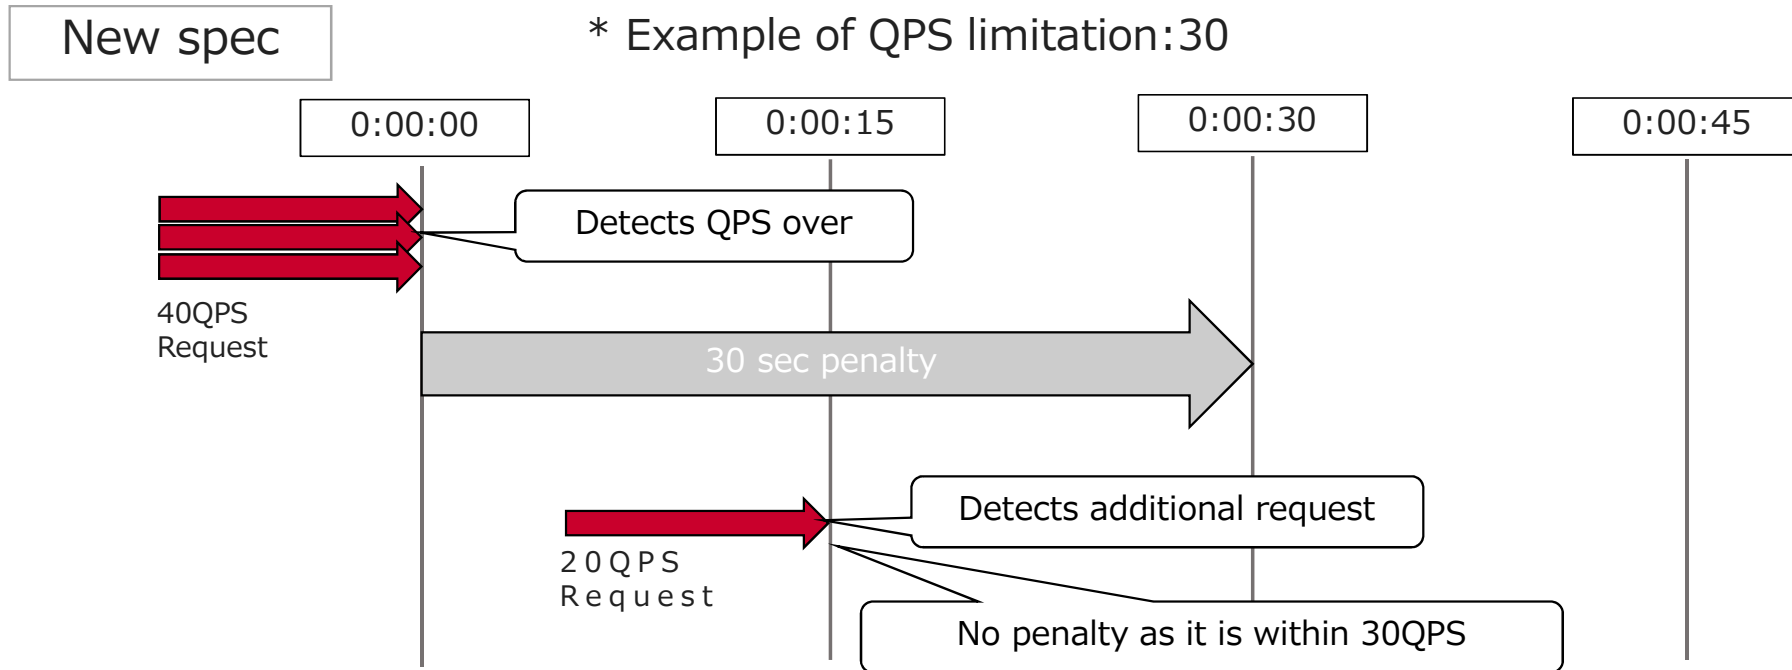 New spec
* Example of QPS limitation:30
0:00:00
0:00:15
0:00:30
0:00:45
Detects QPS over
40QPS
Request
30 sec penalty
Detects additional request
20QPS
Request
No penalty as it is within 30QPS